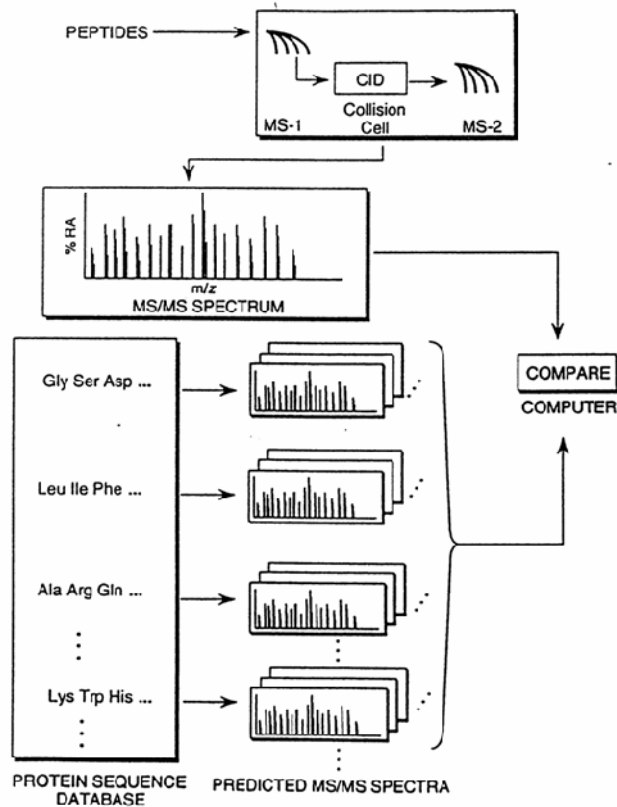 PEPTIDES
CID
Collision
Cell
MS-1
MS-2
% RA
m/z
MS/MS SPECTRUM
Gly Ser Asp ...
Leu Ile Phe ...
Ala Arg Gln ...
Lys Trp His ...
COMPARE
COMPUTER
PROTEIN SEQUENCE
DATABASE
PREDICTED MS/MS SPECTRA